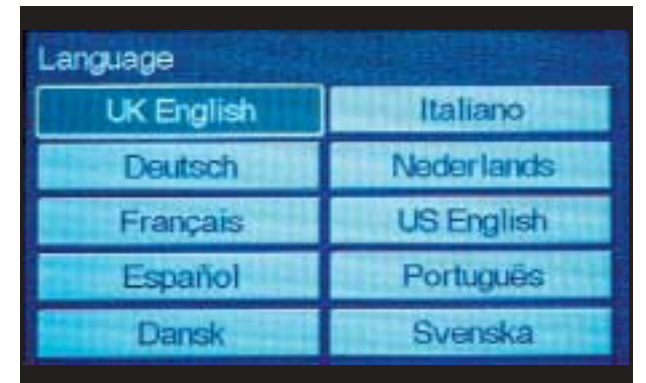 Language
UK English
Italiano
Deutsch
Nederlands
Français
US English
Español
Português
Dansk
Svenska